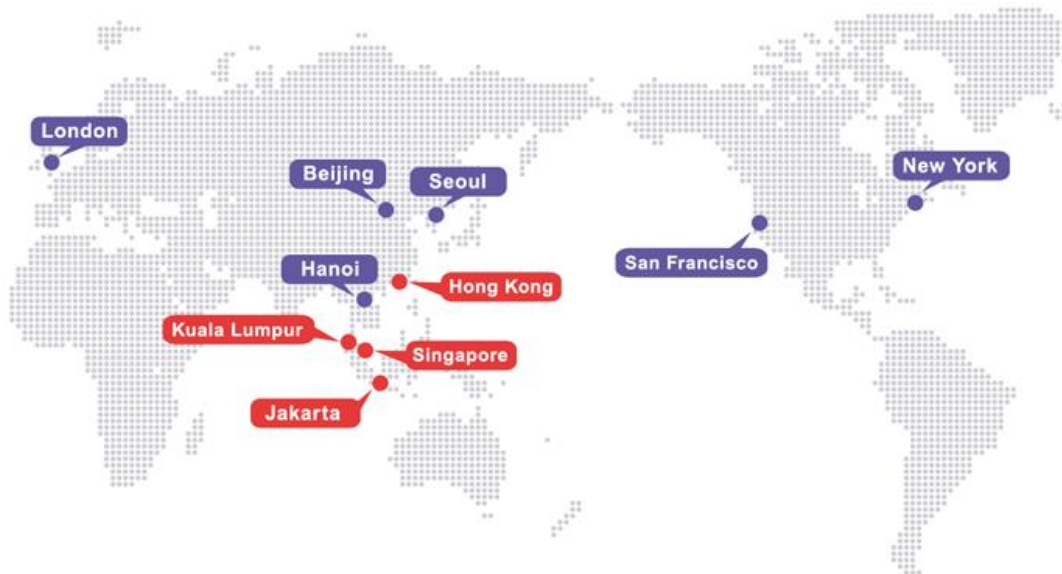 London
Beijing
Seoul
New York
San Francisco
Hanoi
Hong Kong
Kuala Lumpur
Singapore
Jakarta